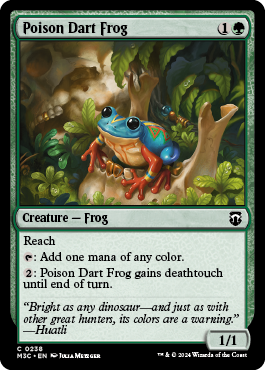 Poison Dart Frog 1
Creature — Frog
Reach
: Add one mana of any color.
2: Poison Dart Frog gains deathtouch
until end of turn.
“Bright as any dinosaur—and just as with
other great hunters, its colors are a warning.”
—Huatli
1/1
C 0238
M3C • EN Julia Metzger
™ & © 2024 Wizards of the Coast